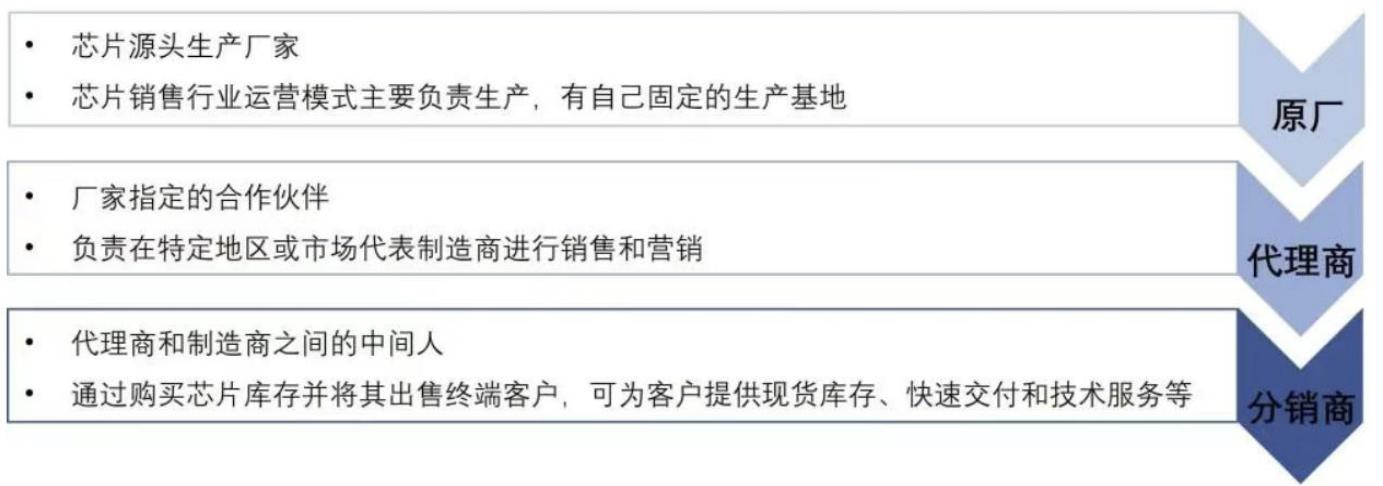 • 芯片源头生产厂家
• 芯片销售行业运营模式主要负责生产，有自己固定的生产基地
原厂
• 厂家指定的合作伙伴
• 负责在特定地区或市场代表制造商进行销售和营销
代理商
• 代理商和制造商之间的中间人
• 通过购买芯片库存并将其出售终端客户，可为客户提供现货库存、快速交付和技术服务等
分销商